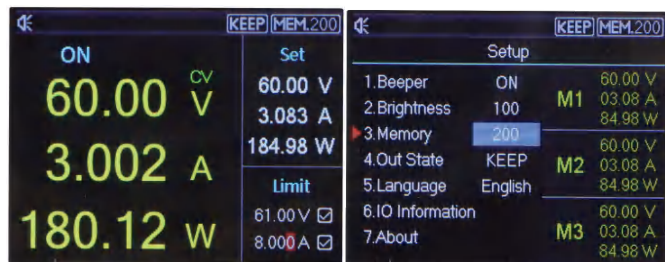 KEEP MEM.200
ON Set
60.00 CV V
60.00 V
3.083 A
184.98 W
3.002 A
Limit
61.00 V
8.000 A
180.12 W
KEEP MEM.200
Setup
1.Beeper ON
2.Brightness 100
3.Memory 200
4.Out State KEEP
5.Language English
6.IO Information
7.About
M1
60.00 V
03.08 A
84.98 W
M2
60.00 V
03.08 A
84.98 W
M3
60.00 V
03.08 A
84.98 W